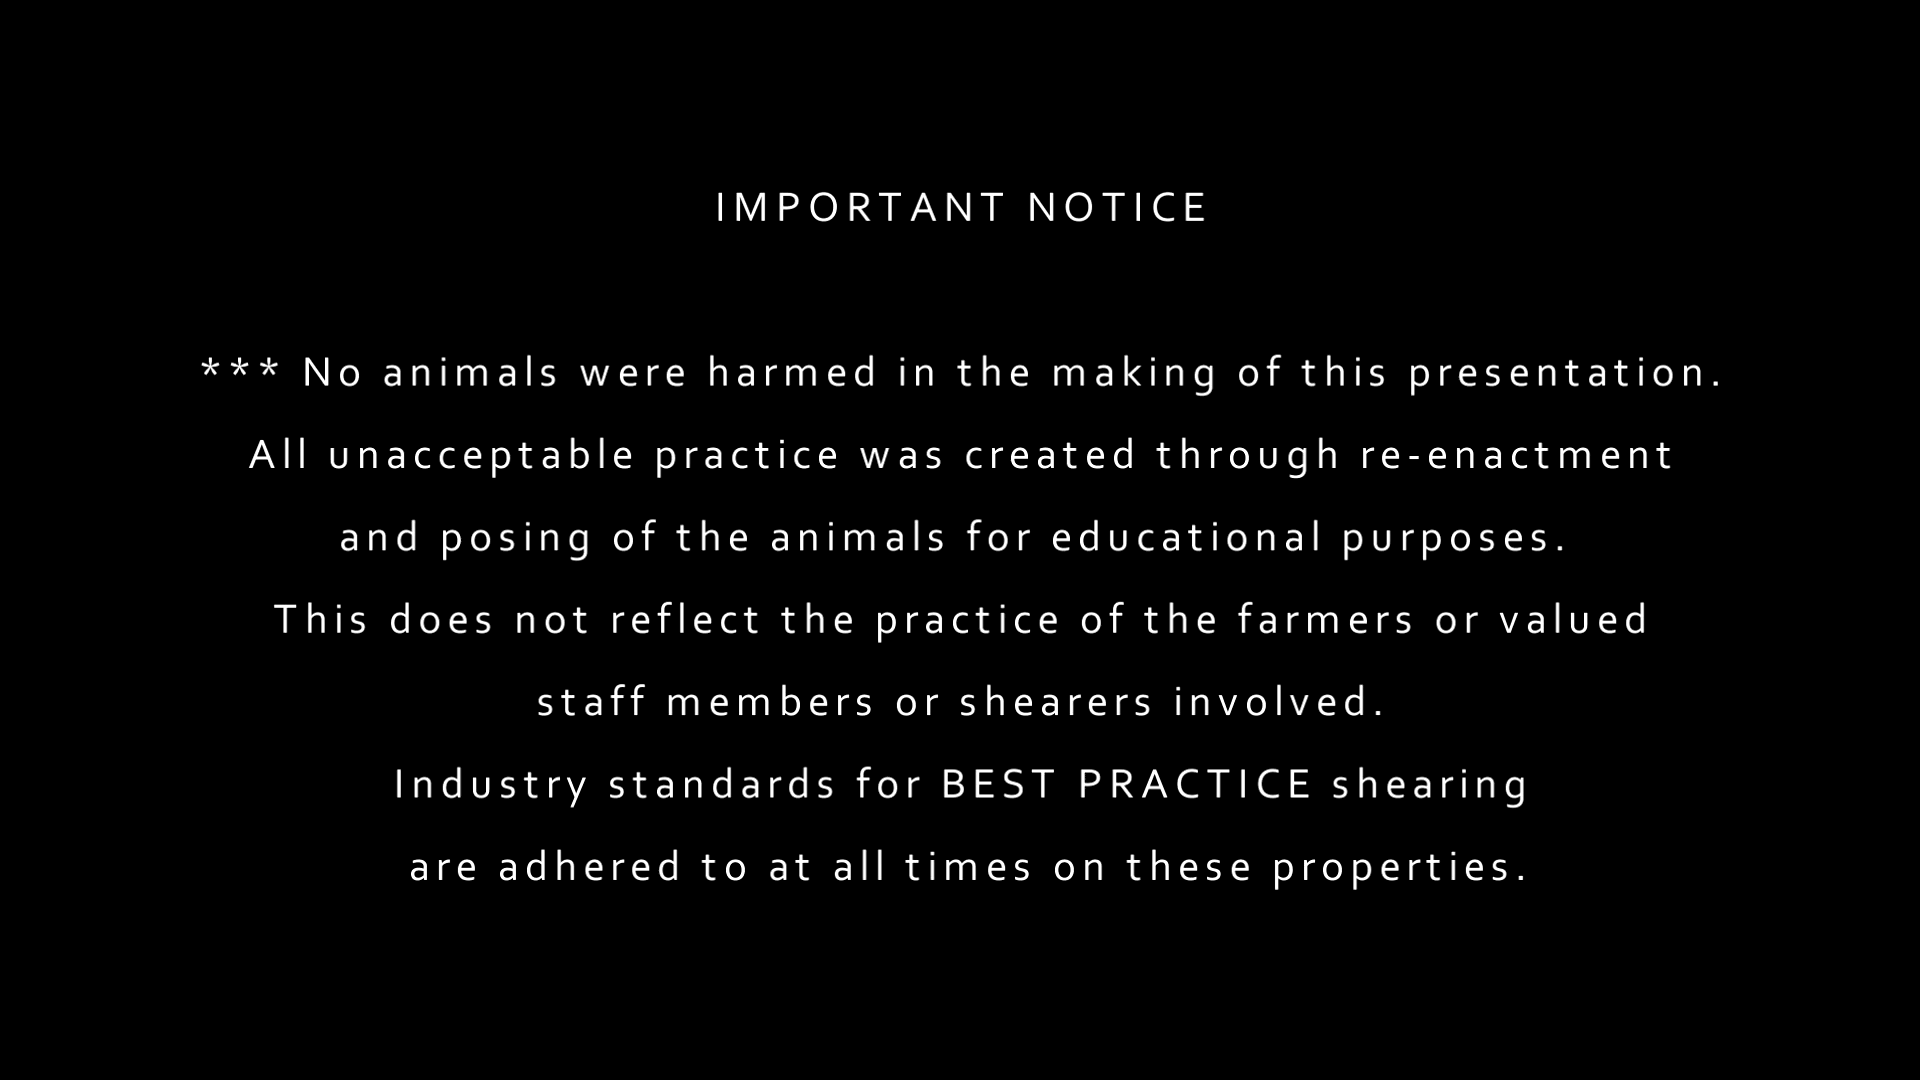 IMPORTANT NOTICE
*** No animals were harmed in the making of this presentation.
All unacceptable practice was created through re-enactment
and posing of the animals for educational purposes.
This does not reflect the practice of the farmers or valued
staff members or shearers involved.
Industry standards for BEST PRACTICE shearing
are adhered to at all times on these properties.